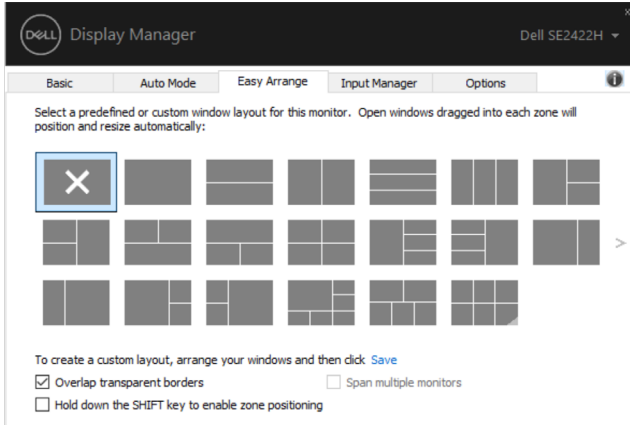 DELL Display Manager
Dell SE2422H
Basic Auto Mode Easy Arrange Input Manager Options
Select a predefined or custom window layout for this monitor. Open windows dragged into each zone will
position and resize automatically:
To create a custom layout, arrange your windows and then click Save
Overlap transparent borders
Span multiple monitors
Hold down the SHIFT key to enable zone positioning